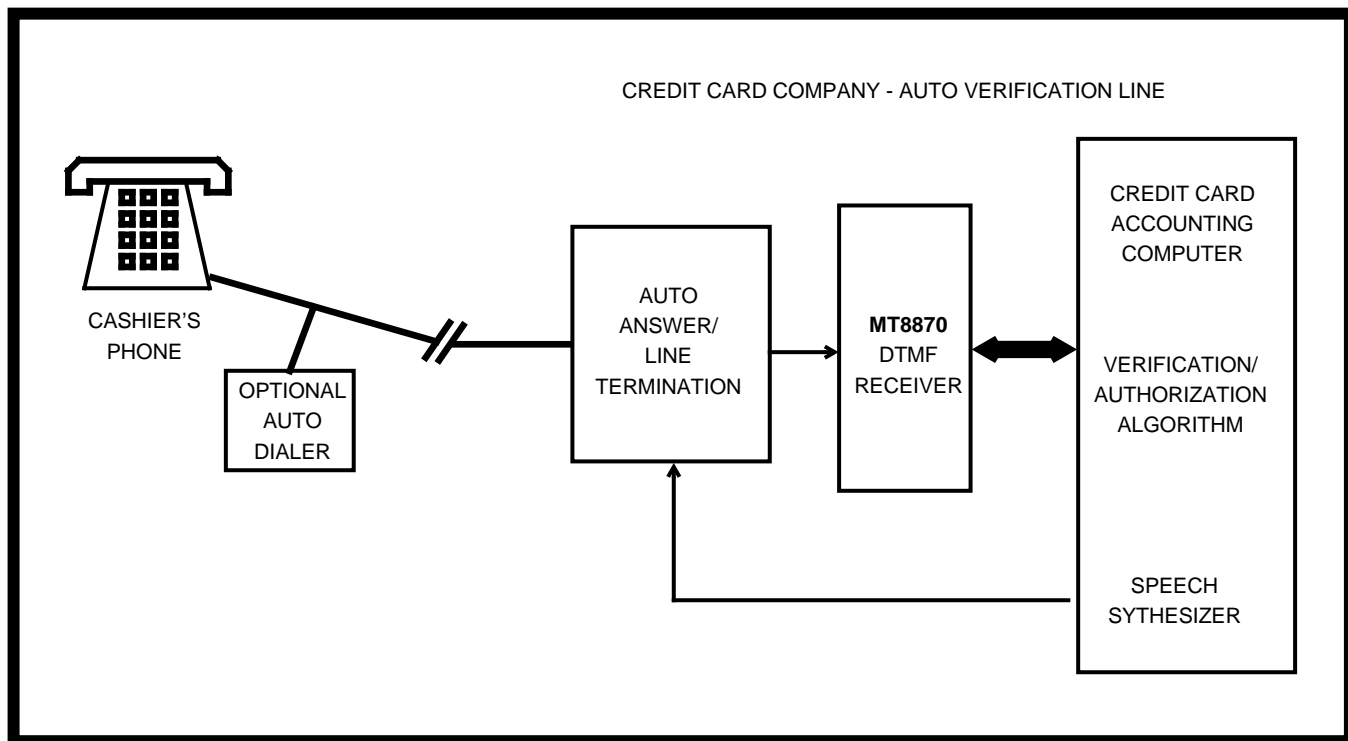 CREDIT CARD COMPANY - AUTO VERIFICATION LINE
CASHIER'S
PHONE
OPTIONAL
AUTO
DIALER
AUTO
ANSWER/
LINE
TERMINATION
MT8870
DTMF
RECEIVER
CREDIT CARD
ACCOUNTING
COMPUTER
VERIFICATION/
AUTHORIZATION
ALGORITHM
SPEECH
SYTHESIZER